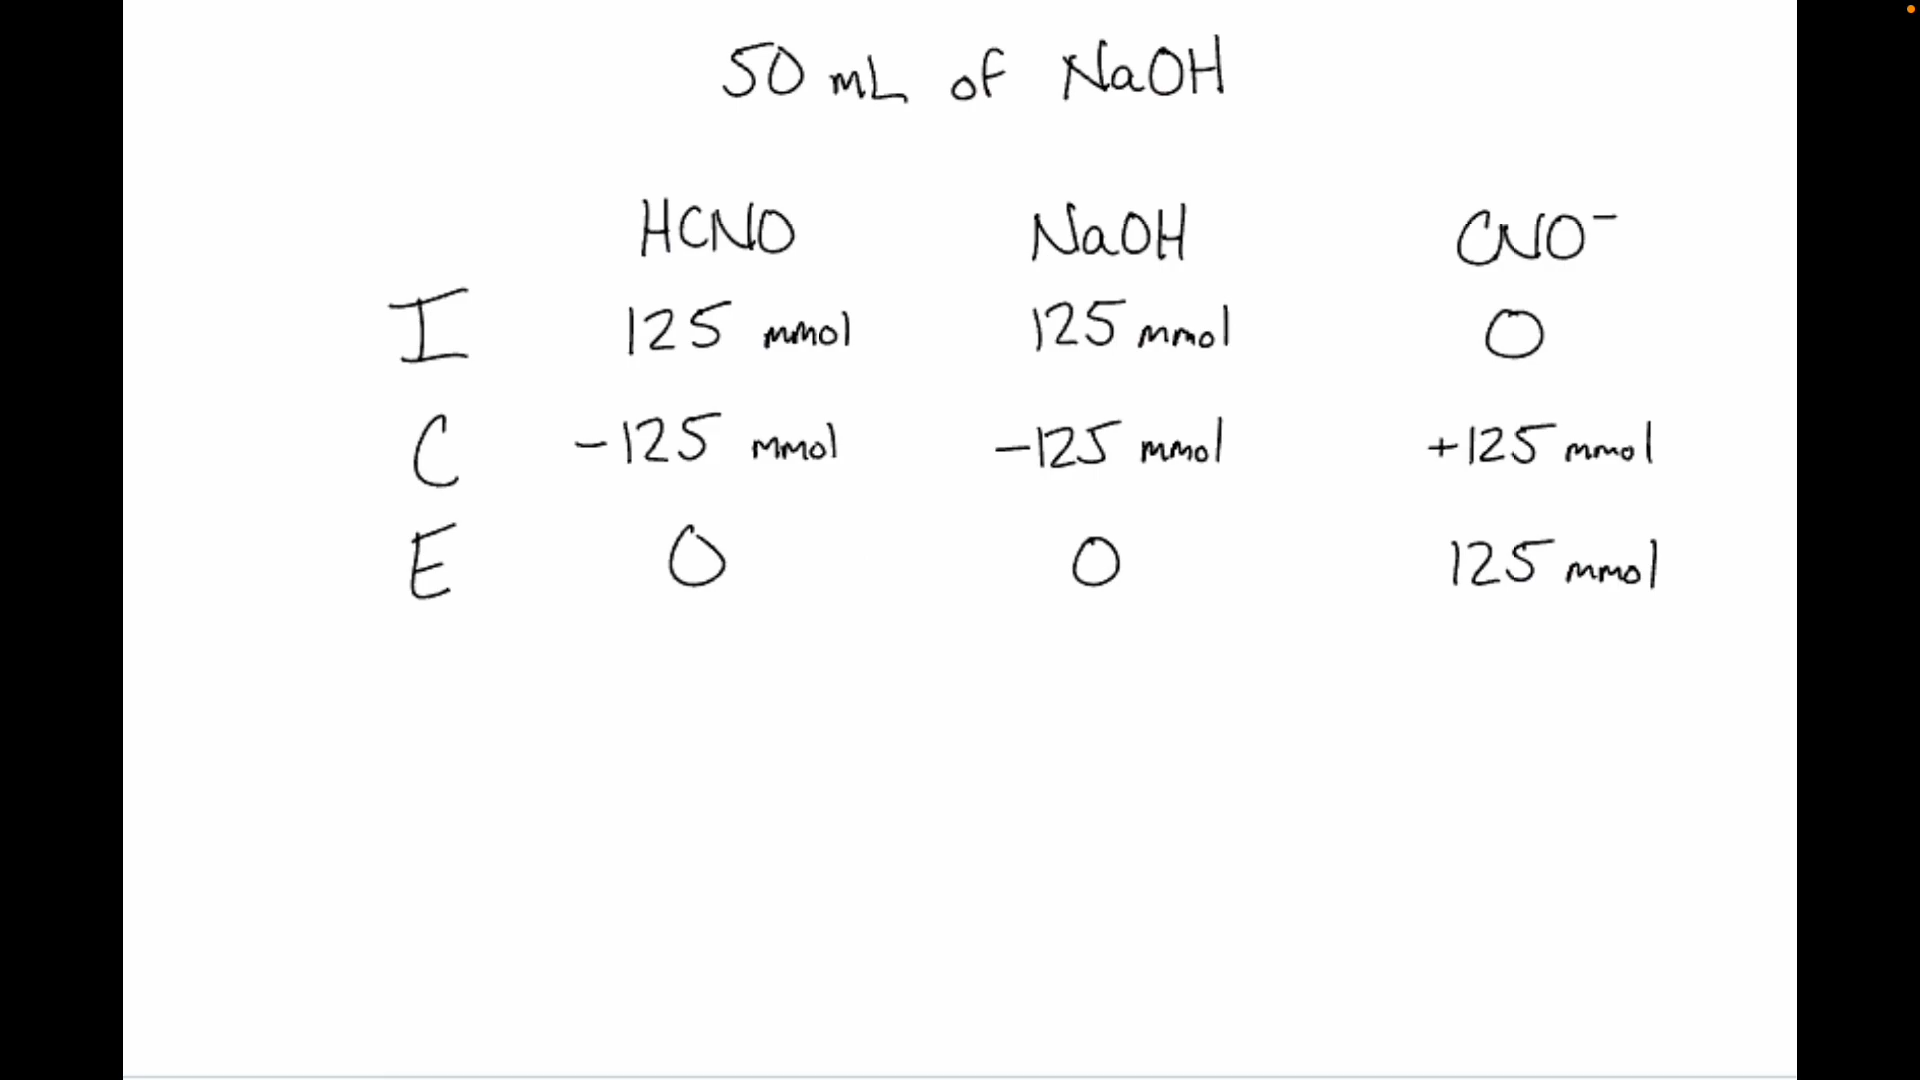 50 mL of NaOH
HCNO NaOH CNO⁻
I 125 mmol 125 mmol 0
C -125 mmol -125 mmol +125 mmol
E 0 0 125 mmol